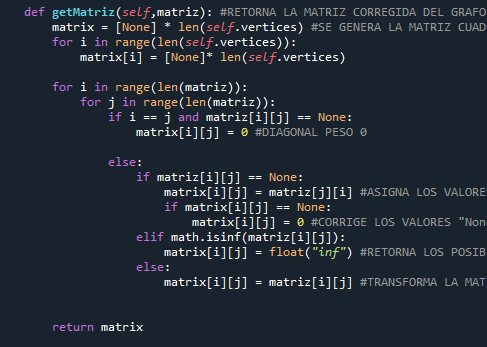 def getMatriz(self,matriz): #RETORNA LA MATRIZ CORREGIDA DEL GRAFO
matrix = [None] * len(self.vertices) #SE GENERA LA MATRIZ CUAD
for i in range(len(self.vertices)):
matrix[i] = [None]* len(self.vertices)
for i in range(len(matriz)):
for j in range(len(matriz)):
if i == j and matriz[i][j] == None:
matrix[i][j] = 0 #DIAGONAL PESO 0
else:
if matriz[i][j] == None:
matrix[i][j] = matriz[j][i] #ASIGNA LOS VALORES
if matrix[i][j] == None:
matrix[i][j] = 0 #CORRIGE LOS VALORES "Non
elif math.isinf(matriz[i][j]):
matrix[i][j] = float("inf") #RETORNA LOS POSIB
else:
matrix[i][j] = matriz[i][j] #TRANSFORMA LA MAT
return matrix